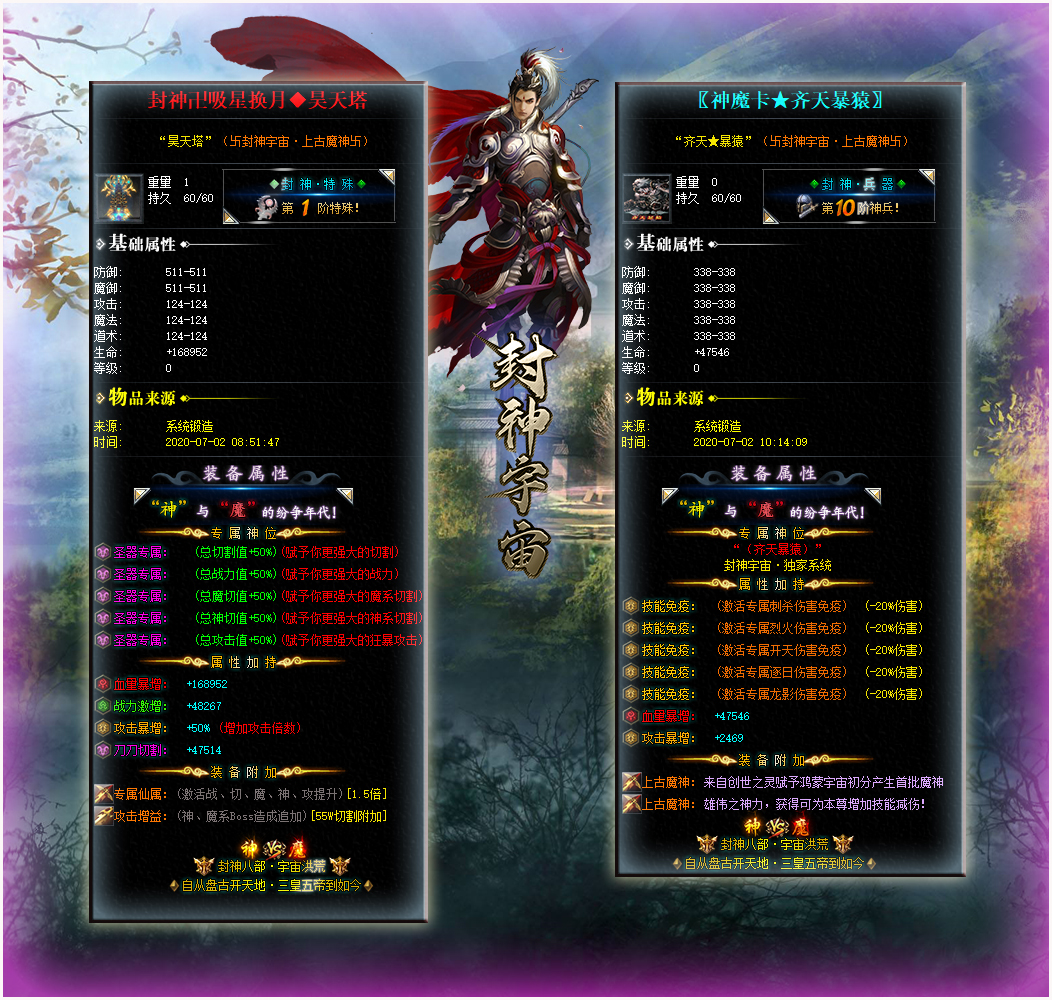 封神卍吸星换月◆昊天塔
“昊天塔”（卐封神宇宙·上古魔神卐）
重量 1
持久 60/60
◆封 神·特 殊◆
第 1 阶特殊!
基础属性
防御: 511-511
魔御: 511-511
攻击: 124-124
魔法: 124-124
道术: 124-124
生命: +168952
等级: 0
物品来源
来源: 系统锻造
时间: 2020-07-02 08:51:47
装备属性
“神” 与 “魔” 的纷争年代!
专属神位
圣器专属: (总切割值+50%)(赋予你更强大的切割)
圣器专属: (总战力值+50%)(赋予你更强大的战力)
圣器专属: (总魔切值+50%)(赋予你更强大的魔系切割)
圣器专属: (总神切值+50%)(赋予你更强大的神系切割)
圣器专属: (总攻击值+50%)(赋予你更强大的狂暴攻击)
属性加持
血量暴增: +168952
战力激增: +48267
攻击暴增: +50% (增加攻击倍数)
刀刀切割: +47514
装备附加
专属仙属: (激活战、切、魔、神、攻提升)[1.5倍]
攻击增益: (神、魔系Boss造成追加)[55W切割附加]
神VS魔
封神八部·宇宙洪荒
◆自从盘古开天地·三皇五帝到如今◆
封神宇宙
〖神魔卡★齐天暴猿〗
“齐天★暴猿”（卐封神宇宙·上古魔神卐）
重量 0
持久 60/60
◆封 神·兵 器◆
第10阶神兵!
基础属性
防御: 338-338
魔御: 338-338
攻击: 338-338
魔法: 338-338
道术: 338-338
生命: +47546
等级: 0
物品来源
来源: 系统锻造
时间: 2020-07-02 10:14:09
装备属性
“神” 与 “魔” 的纷争年代!
专属神位
“（齐天暴猿）”
封神宇宙·独家系统
属性加持
技能免疫: (激活专属刺杀伤害免疫) (-20%伤害)
技能免疫: (激活专属烈火伤害免疫) (-20%伤害)
技能免疫: (激活专属开天伤害免疫) (-20%伤害)
技能免疫: (激活专属逐日伤害免疫) (-20%伤害)
技能免疫: (激活专属龙影伤害免疫) (-20%伤害)
血量暴增: +47546
攻击暴增: +2469
装备附加
上古魔神: 来自创世之灵赋予鸿蒙宇宙初分产生首批魔神
上古魔神: 雄伟之神力，获得可为本尊增加技能减伤!
神VS魔
封神八部·宇宙洪荒
◆自从盘古开天地·三皇五帝到如今◆